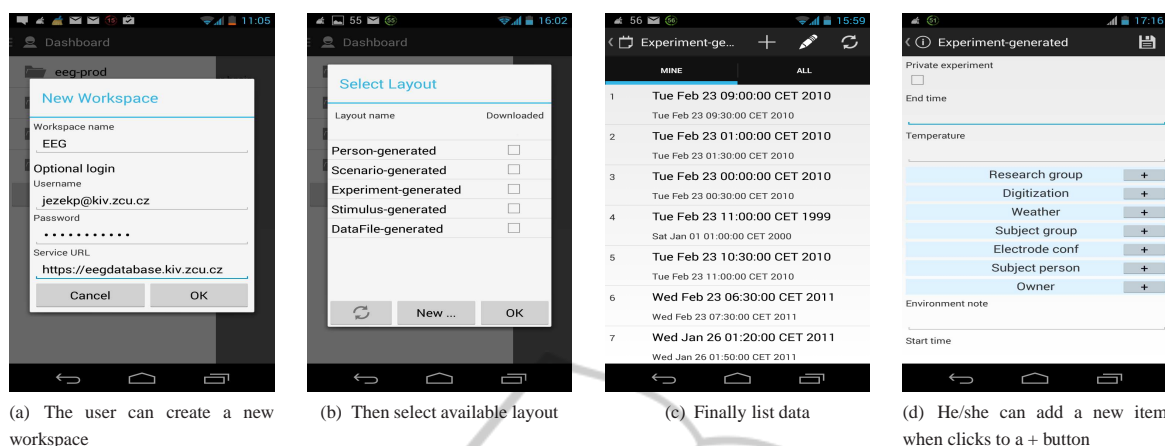 11:05
Dashboard
eeg-prod
New Workspace
Workspace name
EEG
Optional login
Username
jezekp@kiv.zcu.cz
Password
• • • • • • • • • • •
Service URL
https://eegdatabase.kiv.zcu.cz
Cancel OK
(a) The user can create a new
workspace
55 16:02
Dashboard
Select Layout
Layout name Downloaded
Person-generated
Scenario-generated
Experiment-generated
Stimulus-generated
DataFile-generated
New ... OK
(b) Then select available layout
56 15:59
Experiment-ge...
MINE ALL
1 Tue Feb 23 09:00:00 CET 2010
Tue Feb 23 09:30:00 CET 2010
2 Tue Feb 23 01:00:00 CET 2010
Tue Feb 23 01:30:00 CET 2010
3 Tue Feb 23 00:00:00 CET 2010
Tue Feb 23 00:30:00 CET 2010
4 Tue Feb 23 11:00:00 CET 1999
Sat Jan 01 01:00:00 CET 2000
5 Tue Feb 23 10:30:00 CET 2010
Tue Feb 23 11:00:00 CET 2010
6 Wed Feb 23 06:30:00 CET 2011
Wed Feb 23 07:30:00 CET 2011
7 Wed Jan 26 01:20:00 CET 2011
Wed Jan 26 01:50:00 CET 2011
(c) Finally list data
17:16
Experiment-generated
Private experiment
End time
Temperature
Research group +
Digitization +
Weather +
Subject group +
Electrode conf +
Subject person +
Owner +
Environment note
Start time
(d) He/she can add a new item
when clicks to a + button